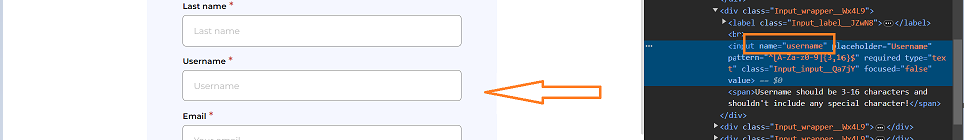 Last name *
Last name
Username *
Username
Email *
Your email
<div class="Input_wrapper__Wx4L9">
<label class="Input_label__JZwN8">…</label>
<br>
<input name="username" placeholder="Username"
pattern="^[A-Za-z0-9]{3,16}$" required type="tex
t" class="Input_input__Qa7jY" focused="false"
value> == $0
<span>Username should be 3-16 characters and
shouldn't include any special character!</span>
</div>
<div class="Input_wrapper__Wx4L9">…</div>
<div class="Input_wrapper__Wx4L9">…</div>